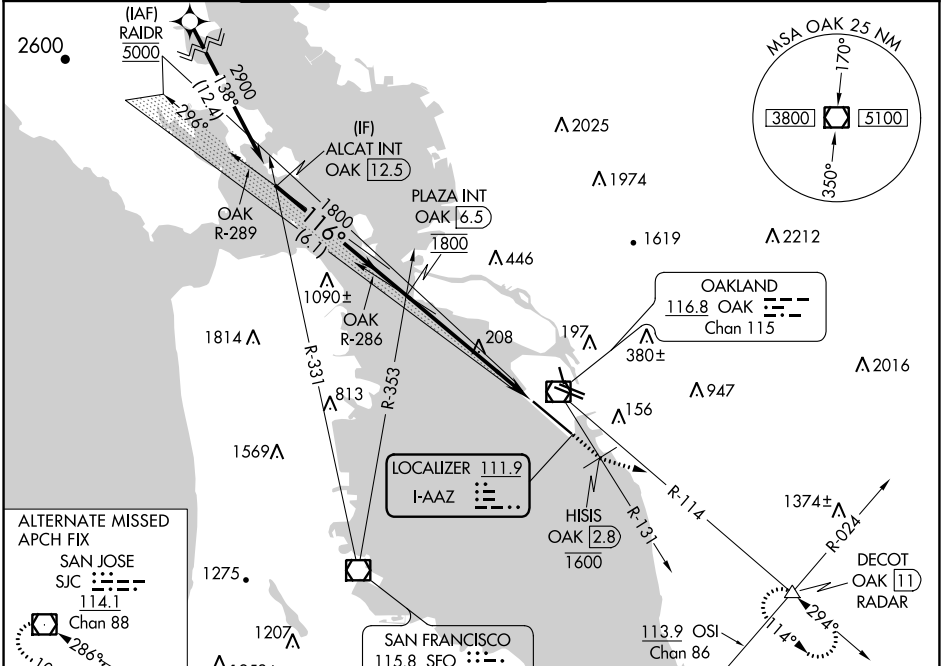 (IAF)
RAIDR
5000
2600
2900
138°
(12.4)
296°
MSA OAK 25 NM
170°
3800
5100
350°
(IF)
ALCAT INT
OAK 12.5
2025
1974
PLAZA INT
OAK 6.5
1800
OAK
R-289
1800
116°
(6.1)
1619
2212
446
1090±
OAK
R-286
OAKLAND
116.8 OAK
Chan 115
1814
208
197
380±
2016
R-331
R-353
813
947
156
1569
LOCALIZER 111.9
I-AAZ
HISIS
OAK 2.8
1600
R-131
R-114
1374±
R-024
ALTERNATE MISSED
APCH FIX
SAN JOSE
SJC
114.1
Chan 88
286°
1275
1207
DECOT
OAK 11
RADAR
294°
114°
113.9 OSI
Chan 86
SAN FRANCISCO
115.8 SFO